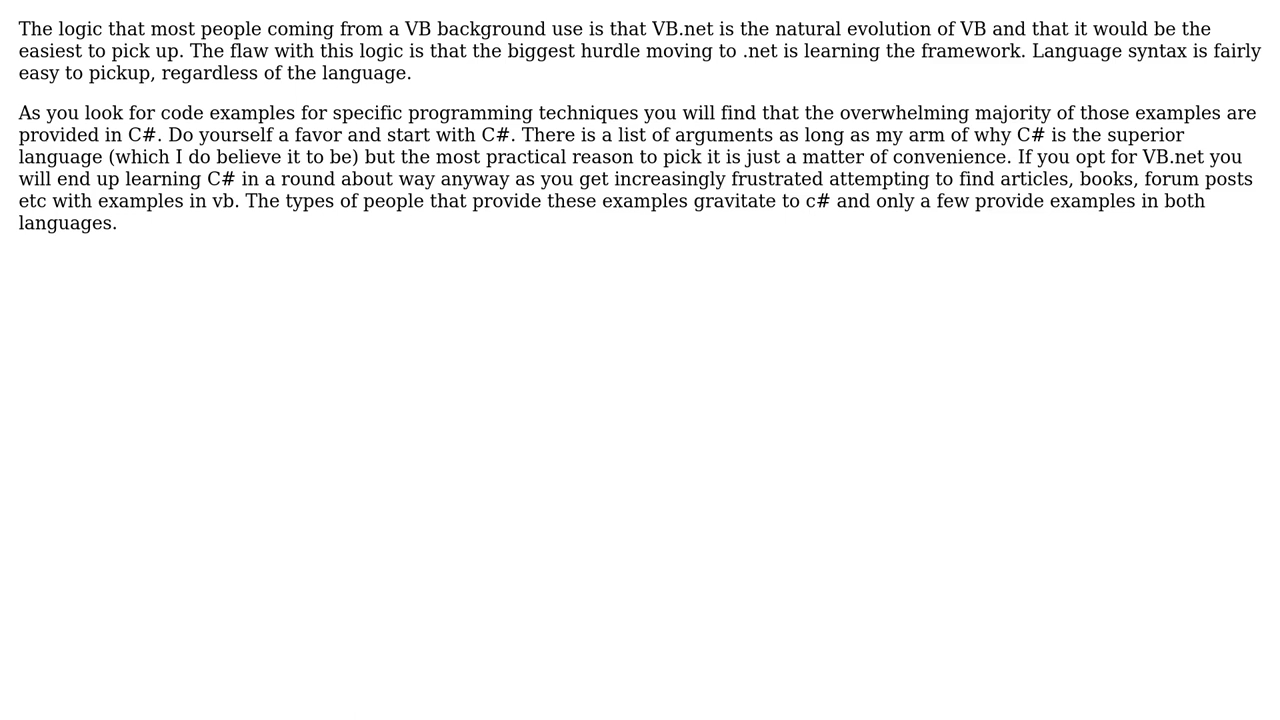 The logic that most people coming from a VB background use is that VB.net is the natural evolution of VB and that it would be the
easiest to pick up. The flaw with this logic is that the biggest hurdle moving to .net is learning the framework. Language syntax is fairly
easy to pickup, regardless of the language.
As you look for code examples for specific programming techniques you will find that the overwhelming majority of those examples are
provided in C#. Do yourself a favor and start with C#. There is a list of arguments as long as my arm of why C# is the superior
language (which I do believe it to be) but the most practical reason to pick it is just a matter of convenience. If you opt for VB.net you
will end up learning C# in a round about way anyway as you get increasingly frustrated attempting to find articles, books, forum posts
etc with examples in vb. The types of people that provide these examples gravitate to c# and only a few provide examples in both
languages.